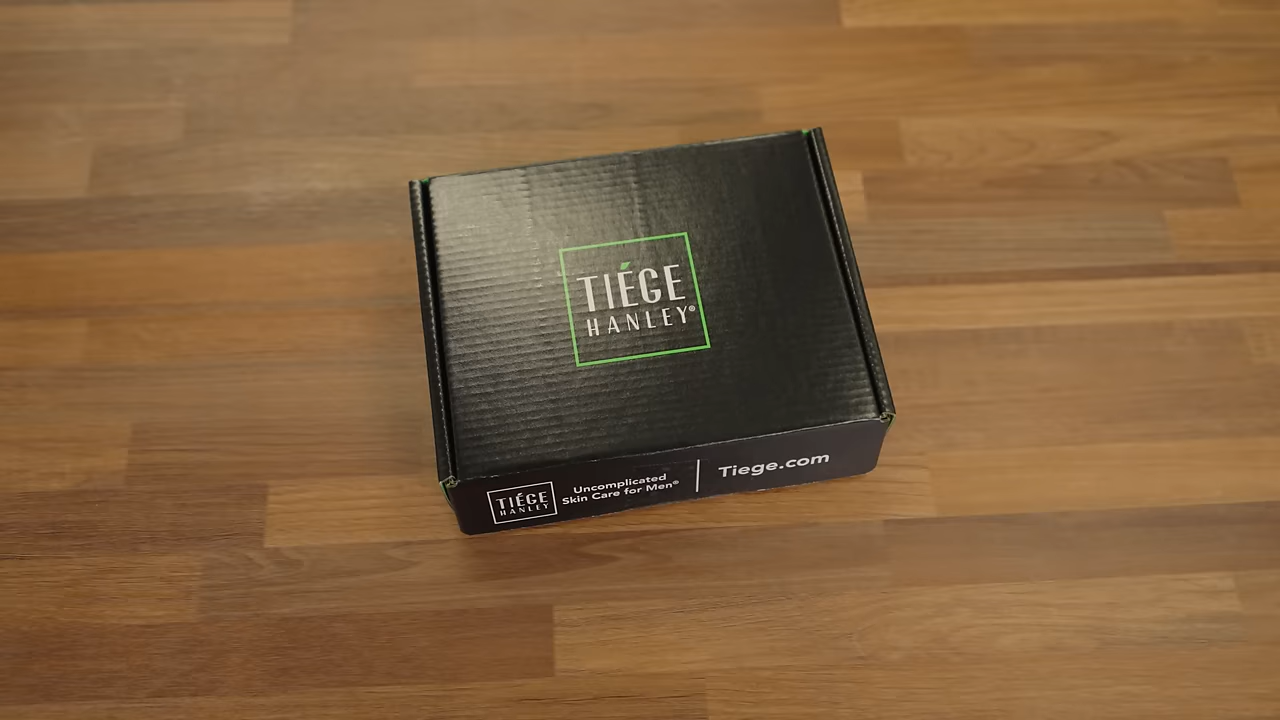 TIÉGE
HANLEY®
TIÉGE
HANLEY
Uncomplicated
Skin Care for Men®
Tiege.com